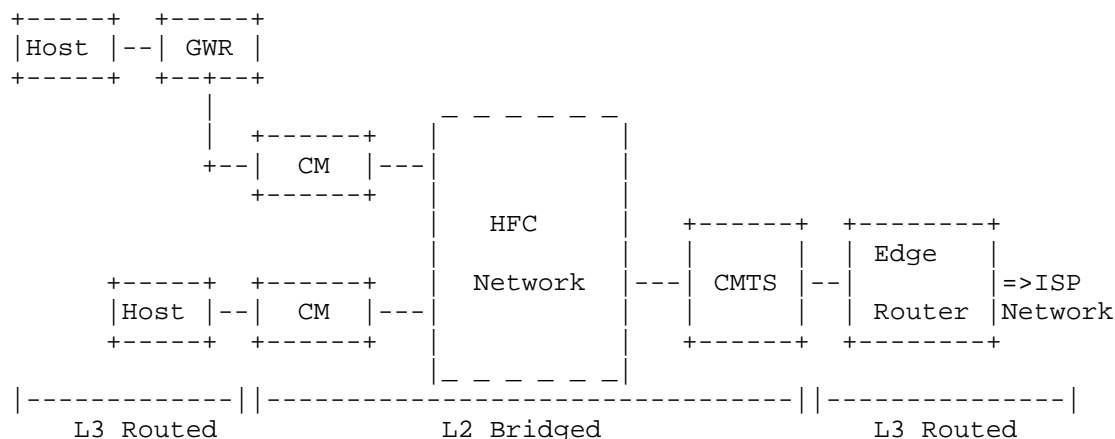 +-----+  +-----+
|Host |--| GWR |
+-----+  +--+--+
            |            _ _ _ _ _ _
            |  +------+ |           |
            +--|  CM  |---|           |
               +------+ |           |
                        |   HFC     |   +------+  +--------+
                        |           |   |      |  | Edge   |
      +-----+  +------+ |  Network  |---| CMTS |--|        |=>ISP
      |Host |--|  CM  |---|           |   |      |  | Router |Network
      +-----+  +------+ |           |   +------+  +--------+
                        |_ _ _ _ _ _|
|-------------||---------------------------------||---------------|
   L3 Routed              L2 Bridged                 L3 Routed